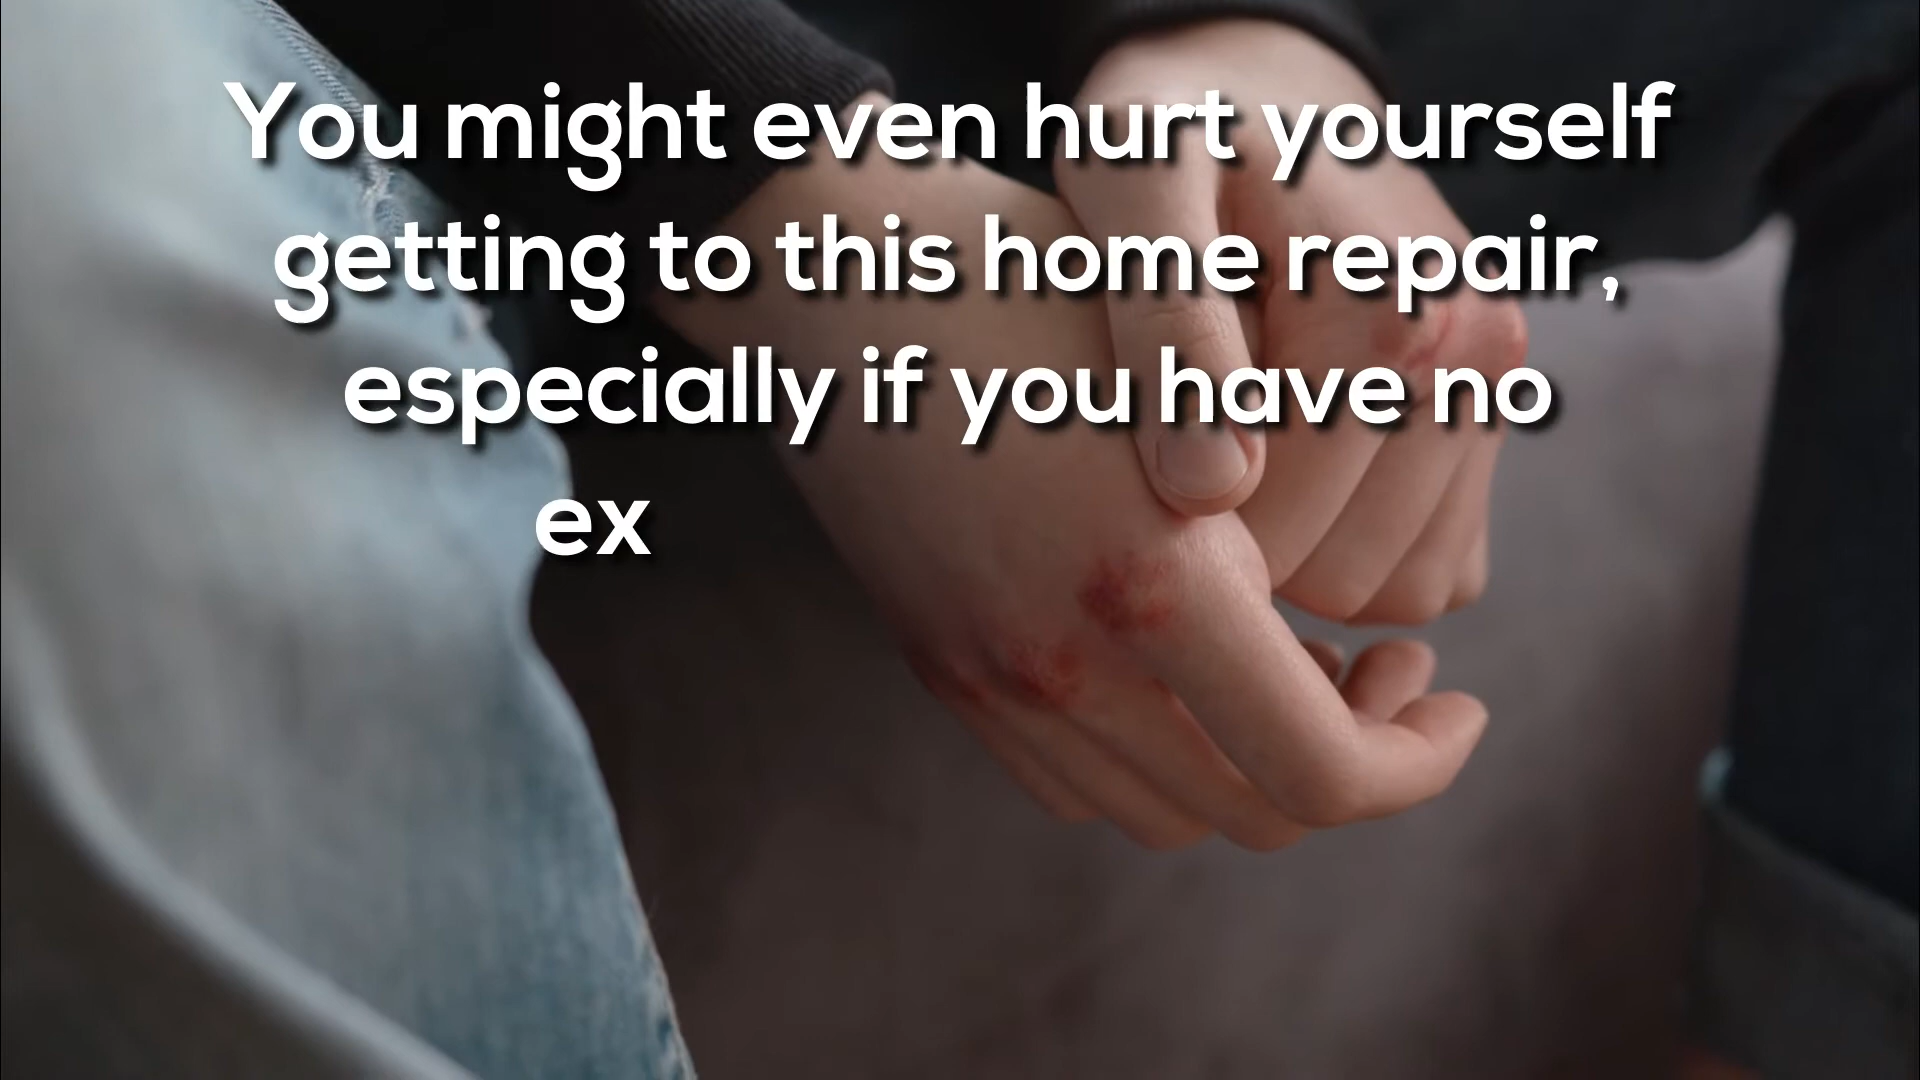 You might even hurt yourself
getting to this home repair,
especially if you have no
ex